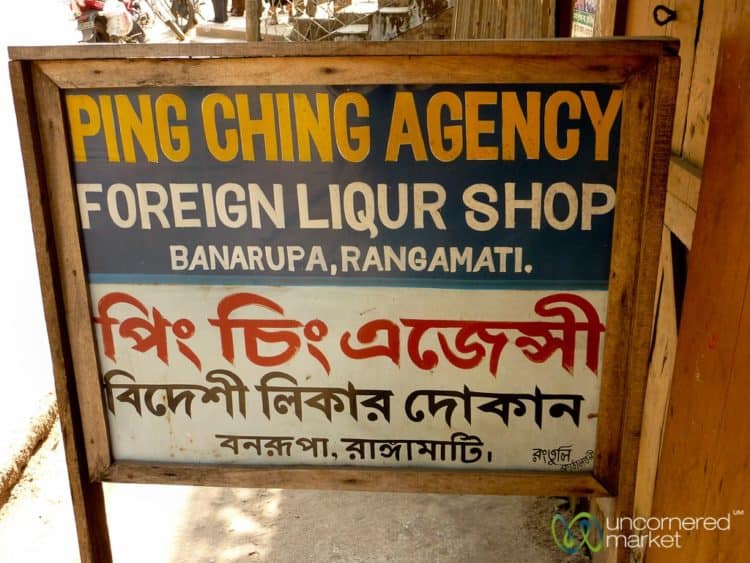 PING CHING AGENCY
FOREIGN LIQUR SHOP
BANARUPA, RANGAMATI.
পিং চিং এজেন্সী
বিদেশী লিকার দোকান
বনরূপা, রাঙ্গামাটি।
রংতুলি
uncornered
market